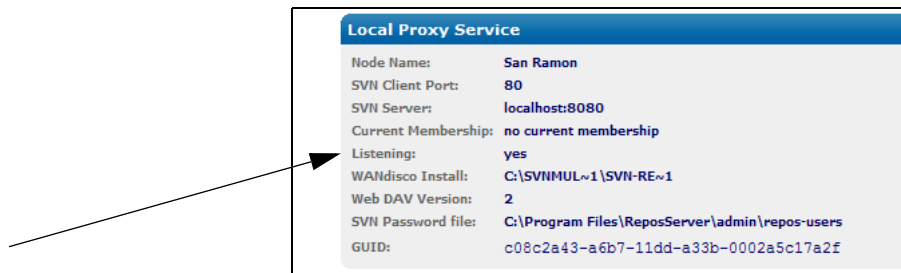 Local Proxy Service
Node Name: San Ramon
SVN Client Port: 80
SVN Server: localhost:8080
Current Membership: no current membership
Listening: yes
WANdisco Install: C:\SVNMUL~1\SVN-RE~1
Web DAV Version: 2
SVN Password file: C:\Program Files\ReposServer\admin\repos-users
GUID: c08c2a43-a6b7-11dd-a33b-0002a5c17a2f